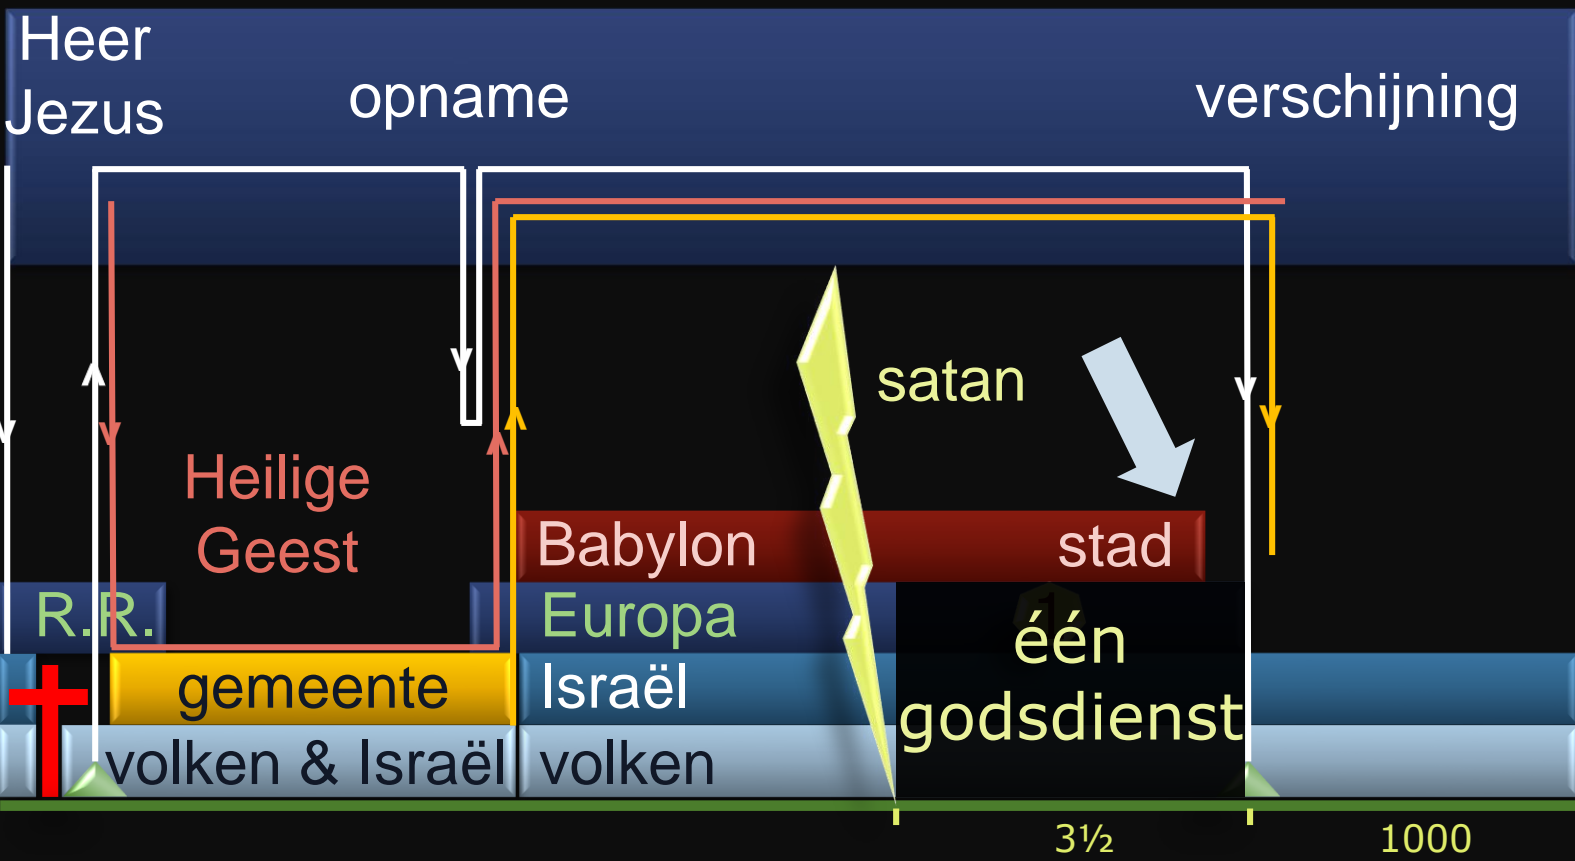 Heer
Jezus
opname
verschijning
satan
Heilige
Geest
Babylon
stad
R.R.
Europa
één
godsdienst
gemeente
Israël
volken & Israël
volken
3½
1000